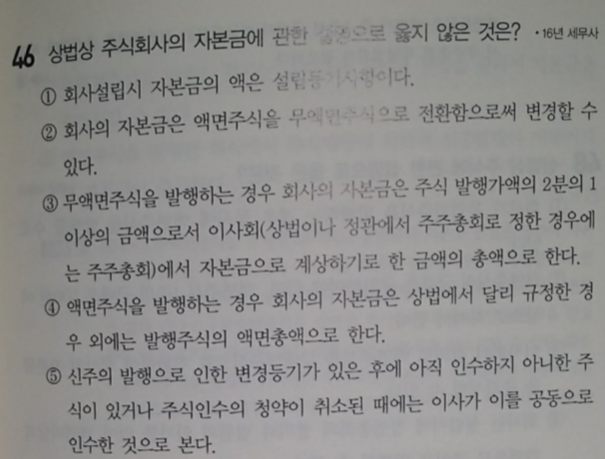 46 상법상 주식회사의 자본금에 관한 설명으로 옳지 않은 것은? •16년 세무사
① 회사설립시 자본금의 액은 설립등기사항이다.
② 회사의 자본금은 액면주식을 무액면주식으로 전환함으로써 변경할 수
있다.
③ 무액면주식을 발행하는 경우 회사의 자본금은 주식 발행가액의 2분의 1
이상의 금액으로서 이사회(상법이나 정관에서 주주총회로 정한 경우에
는 주주총회)에서 자본금으로 계상하기로 한 금액의 총액으로 한다.
④ 액면주식을 발행하는 경우 회사의 자본금은 상법에서 달리 규정한 경
우 외에는 발행주식의 액면총액으로 한다.
⑤ 신주의 발행으로 인한 변경등기가 있은 후에 아직 인수하지 아니한 주
식이 있거나 주식인수의 청약이 취소된 때에는 이사가 이를 공동으로
인수한 것으로 본다.